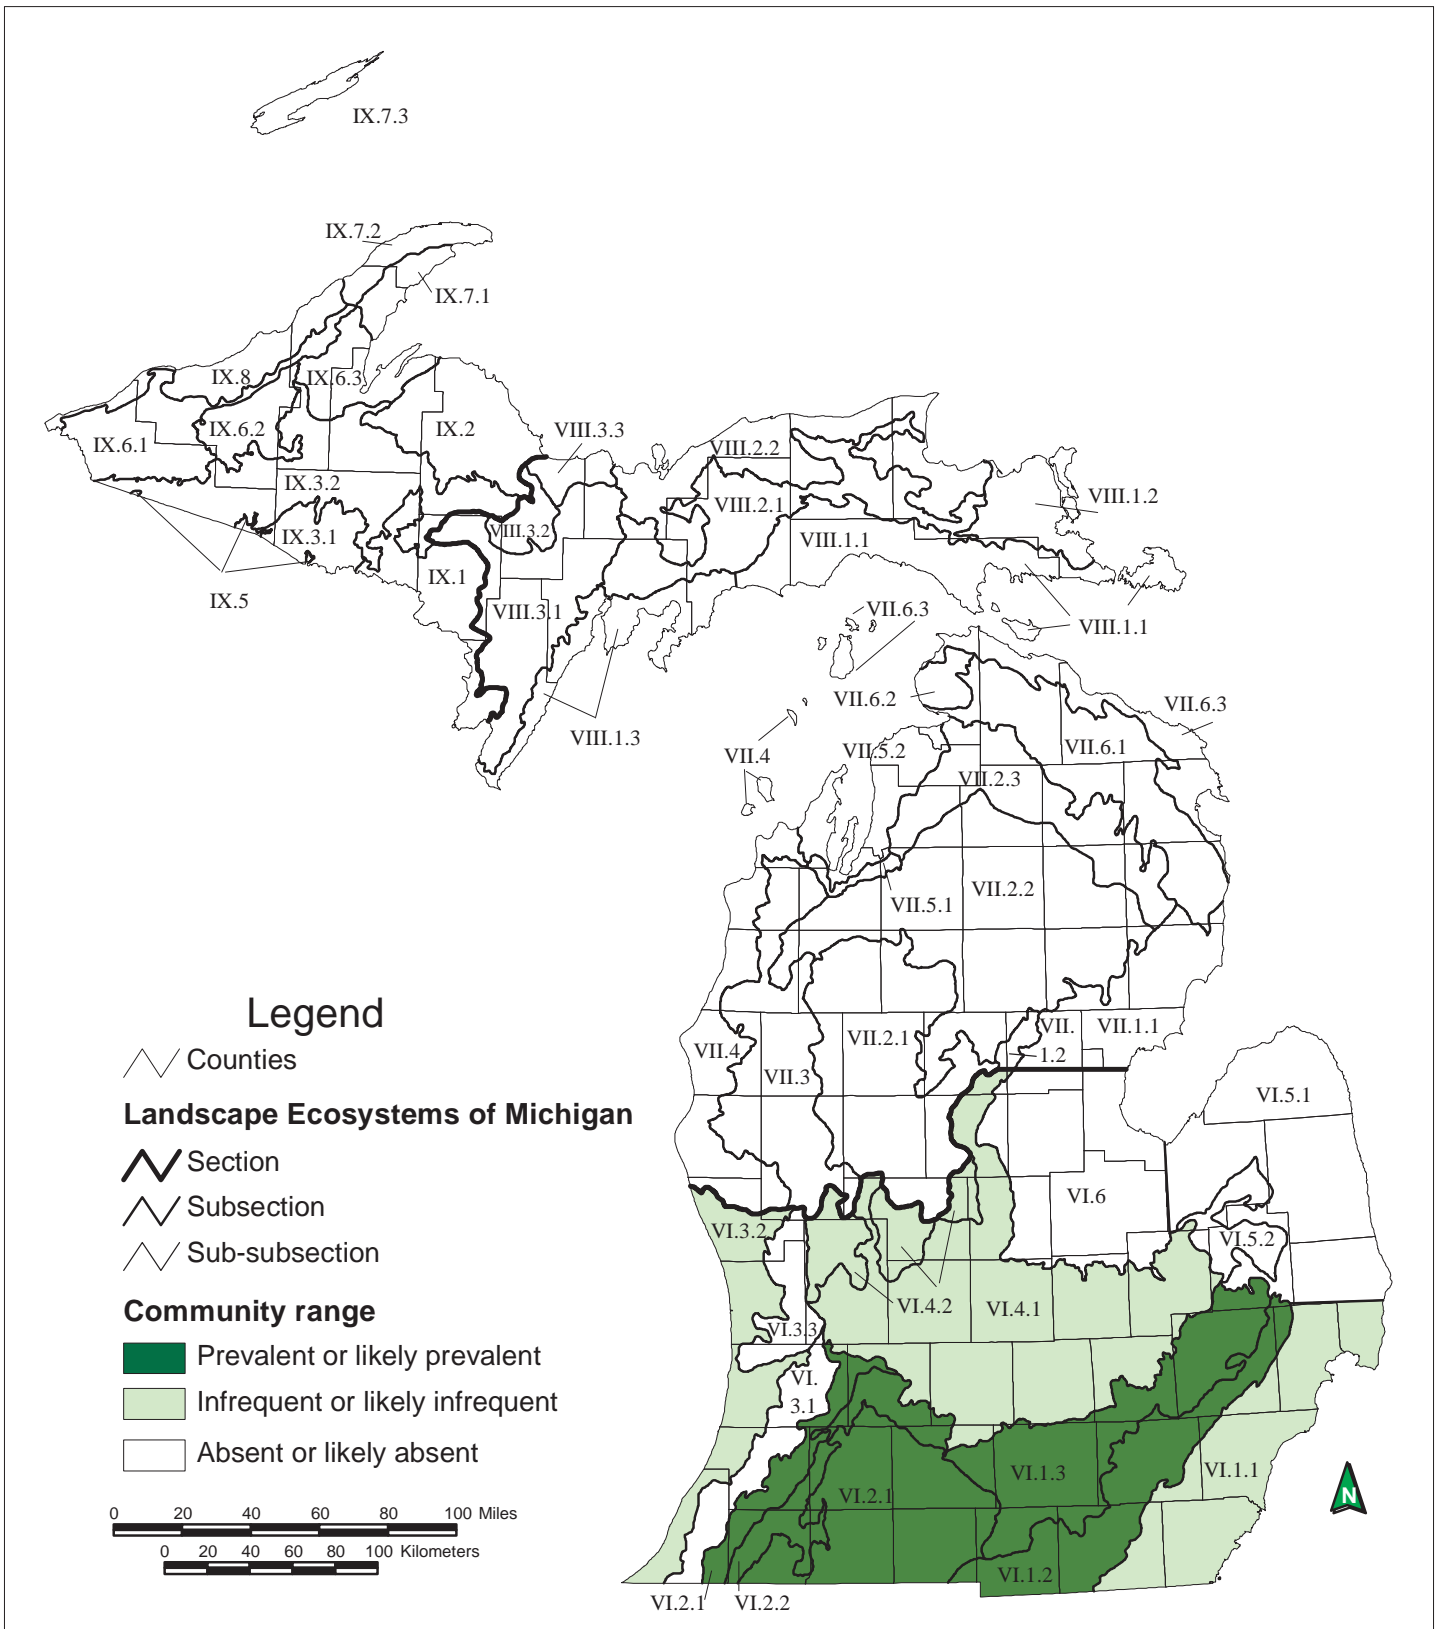 IX.7.3
IX.7.2
IX.7.1
IX.8
IX.6.3
IX.6.1
IX.6.2
IX.2
VIII.3.3
VIII.2.2
IX.3.2
VIII.2.1
VIII.1.2
IX.3.1
VIII.3.2
VIII.1.1
IX.1
IX.5
VIII.3.1
VII.6.3
VIII.1.1
VII.6.2
VII.6.3
VIII.1.3
VII.4
VII.5.2
VII.6.1
VII.2.3
VII.5.1
VII.2.2
VII.4
VII.3
VII.2.1
VII.
1.2
VII.1.1
VI.5.1
VI.6
VI.3.2
VI.5.2
VI.4.2
VI.4.1
VI.3.3
VI.
3.1
VI.1.3
VI.1.1
VI.2.1
VI.1.2
VI.2.1
VI.2.2
Legend
Counties
Landscape Ecosystems of Michigan
Section
Subsection
Sub-subsection
Community range
Prevalent or likely prevalent
Infrequent or likely infrequent
Absent or likely absent
0 20 40 60 80 100 Miles
0 20 40 60 80 100 Kilometers
N